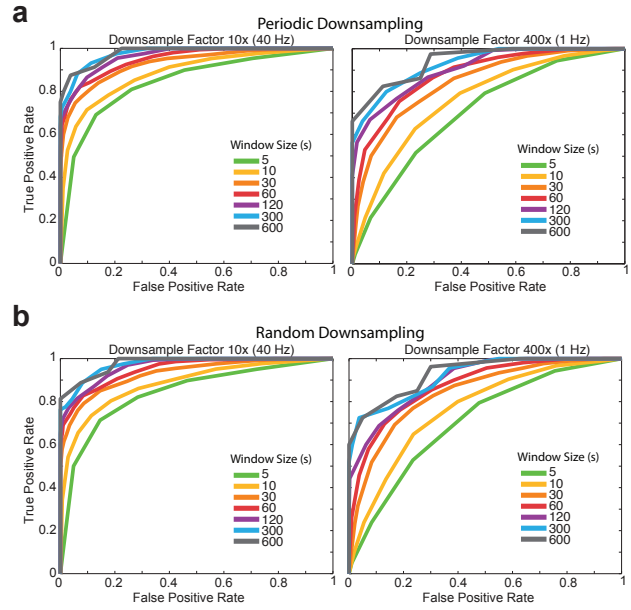 a
Periodic Downsampling
Downsample Factor 10x (40 Hz)
Downsample Factor 400x (1 Hz)
True Positive Rate
1
0.8
0.6
0.4
0.2
0
Window Size (s)
5
10
30
60
120
300
600
0 0.2 0.4 0.6 0.8 1
False Positive Rate
Window Size (s)
5
10
30
60
120
300
600
0 0.2 0.4 0.6 0.8 1
False Positive Rate
b
Random Downsampling
Downsample Factor 10x (40 Hz)
Downsample Factor 400x (1 Hz)
True Positive Rate
1
0.8
0.6
0.4
0.2
0
Window Size (s)
5
10
30
60
120
300
600
0 0.2 0.4 0.6 0.8 1
False Positive Rate
Window Size (s)
5
10
30
60
120
300
600
0 0.2 0.4 0.6 0.8 1
False Positive Rate